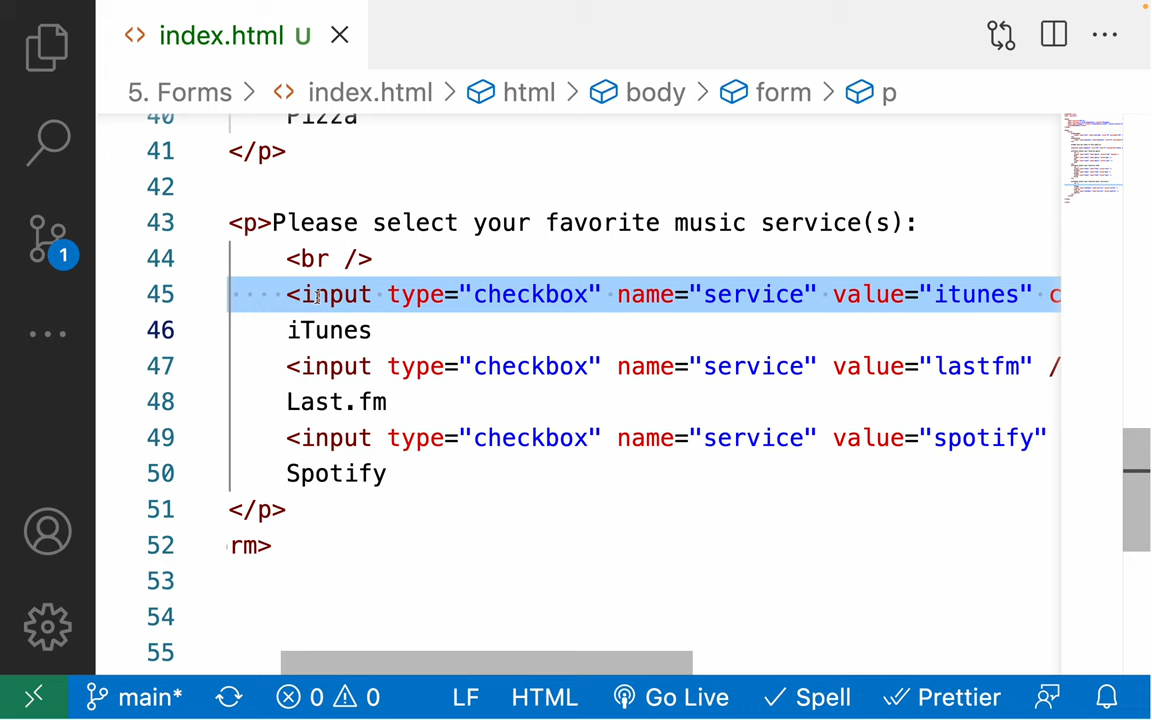 index.html U
5. Forms > index.html > html > body > form > p
40 Pizza
41 </p>
42
43 <p>Please select your favorite music service(s):
44 <br />
45 <input type="checkbox" name="service" value="itunes" c
46 iTunes
47 <input type="checkbox" name="service" value="lastfm" /
48 Last.fm
49 <input type="checkbox" name="service" value="spotify"
50 Spotify
51 </p>
52 rm>
53
54
55
1
main* 0 0 LF HTML Go Live Spell Prettier